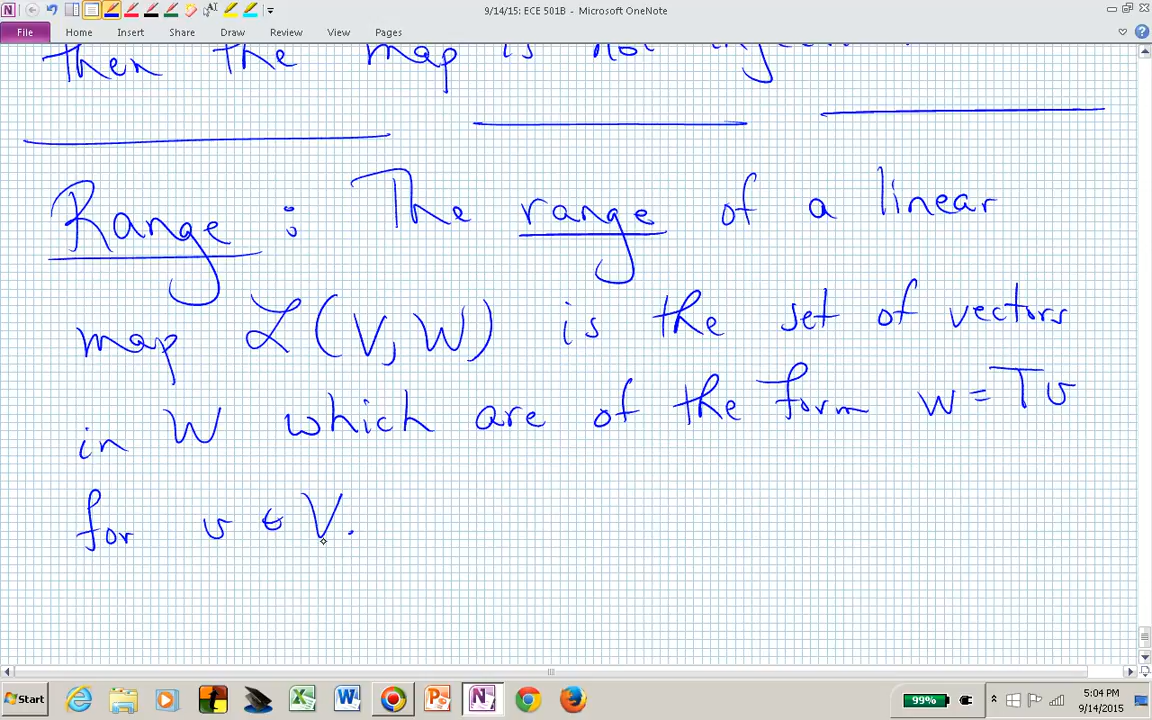 9/14/15: ECE 501B - Microsoft OneNote
File Home Insert Share Draw Review View Pages
then the map is not
Range : The range of a linear
map L(V, W) is the set of vectors
in W which are of the form w = Tv
for v ∈ V.
Start 99% 5:04 PM
9/14/2015